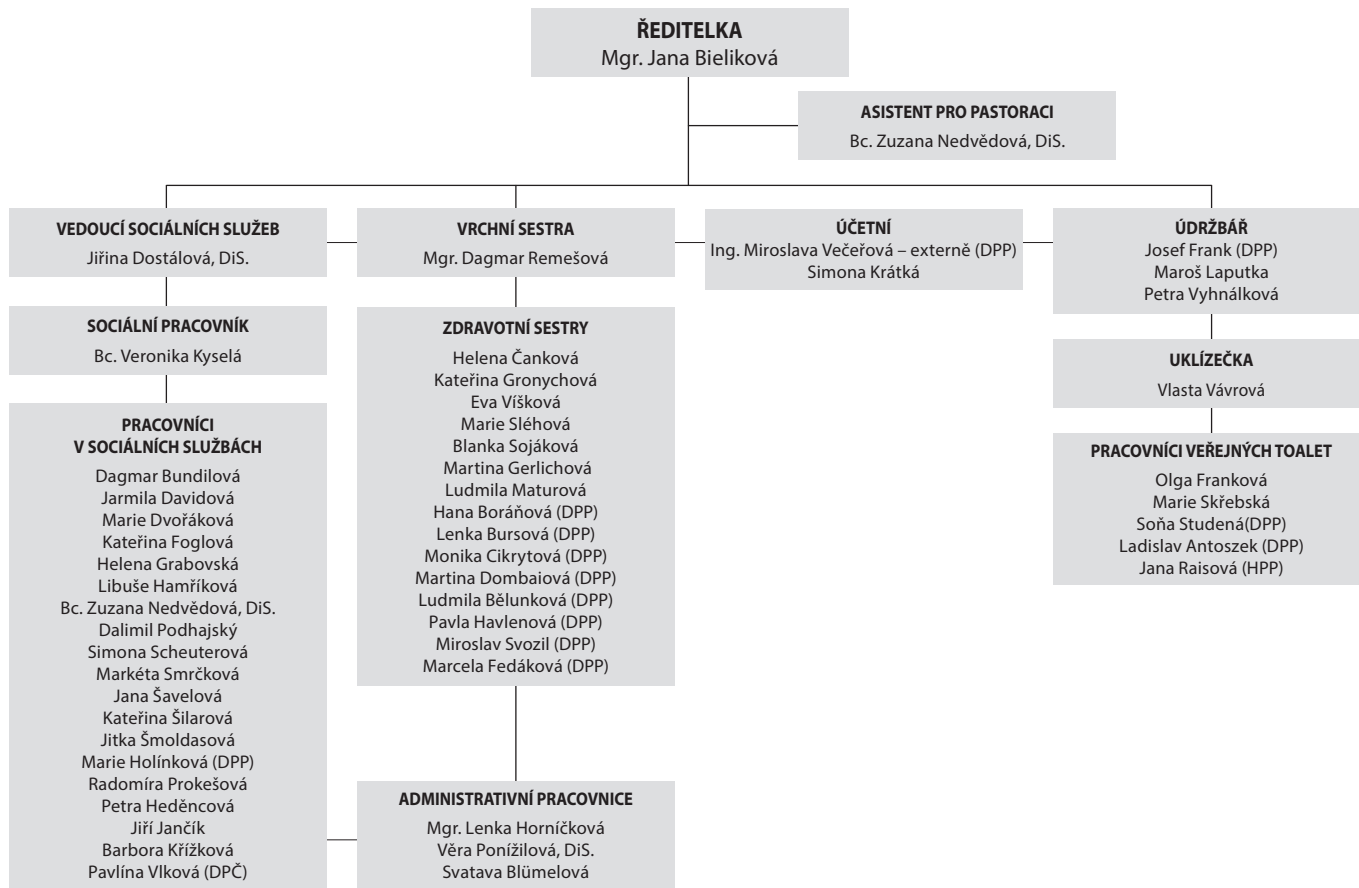 ŘEDITELKA
Mgr. Jana Bieliková
ASISTENT PRO PASTORACI
Bc. Zuzana Nedvědová, DiS.
VEDOUCÍ SOCIÁLNÍCH SLUŽEB
Jiřina Dostálová, DiS.
VRCHNÍ SESTRA
Mgr. Dagmar Remešová
ÚČETNÍ
Ing. Miroslava Večeřová – externě (DPP)
Simona Krátká
ÚDRŽBÁŘ
Josef Frank (DPP)
Maroš Laputka
Petra Vyhnálková
SOCIÁLNÍ PRACOVNÍK
Bc. Veronika Kyselá
PRACOVNÍCI
V SOCIÁLNÍCH SLUŽBÁCH
Dagmar Bundilová
Jarmila Davidová
Marie Dvořáková
Kateřina Foglová
Helena Grabovská
Libuše Hamříková
Bc. Zuzana Nedvědová, DiS.
Dalimil Podhajský
Simona Scheuterová
Markéta Smrčková
Jana Šavelová
Kateřina Šilarová
Jitka Šmoldasová
Marie Holínková (DPP)
Radomíra Prokešová
Petra Heděncová
Jiří Jančík
Barbora Křížková
Pavlína Vlková (DPČ)
ZDRAVOTNÍ SESTRY
Helena Čanková
Kateřina Gronychová
Eva Víšková
Marie Sléhová
Blanka Sojáková
Martina Gerlichová
Ludmila Maturová
Hana Boráňová (DPP)
Lenka Bursová (DPP)
Monika Cikrytová (DPP)
Martina Dombaiová (DPP)
Ludmila Bělunková (DPP)
Pavla Havlenová (DPP)
Miroslav Svozil (DPP)
Marcela Fedáková (DPP)
ADMINISTRATIVNÍ PRACOVNICE
Mgr. Lenka Horníčková
Věra Ponížilová, DiS.
Svatava Blümelová
UKLÍZEČKA
Vlasta Vávrová
PRACOVNÍCI VEŘEJNÝCH TOALET
Olga Franková
Marie Skřebská
Soňa Studená(DPP)
Ladislav Antoszek (DPP)
Jana Raisová (HPP)